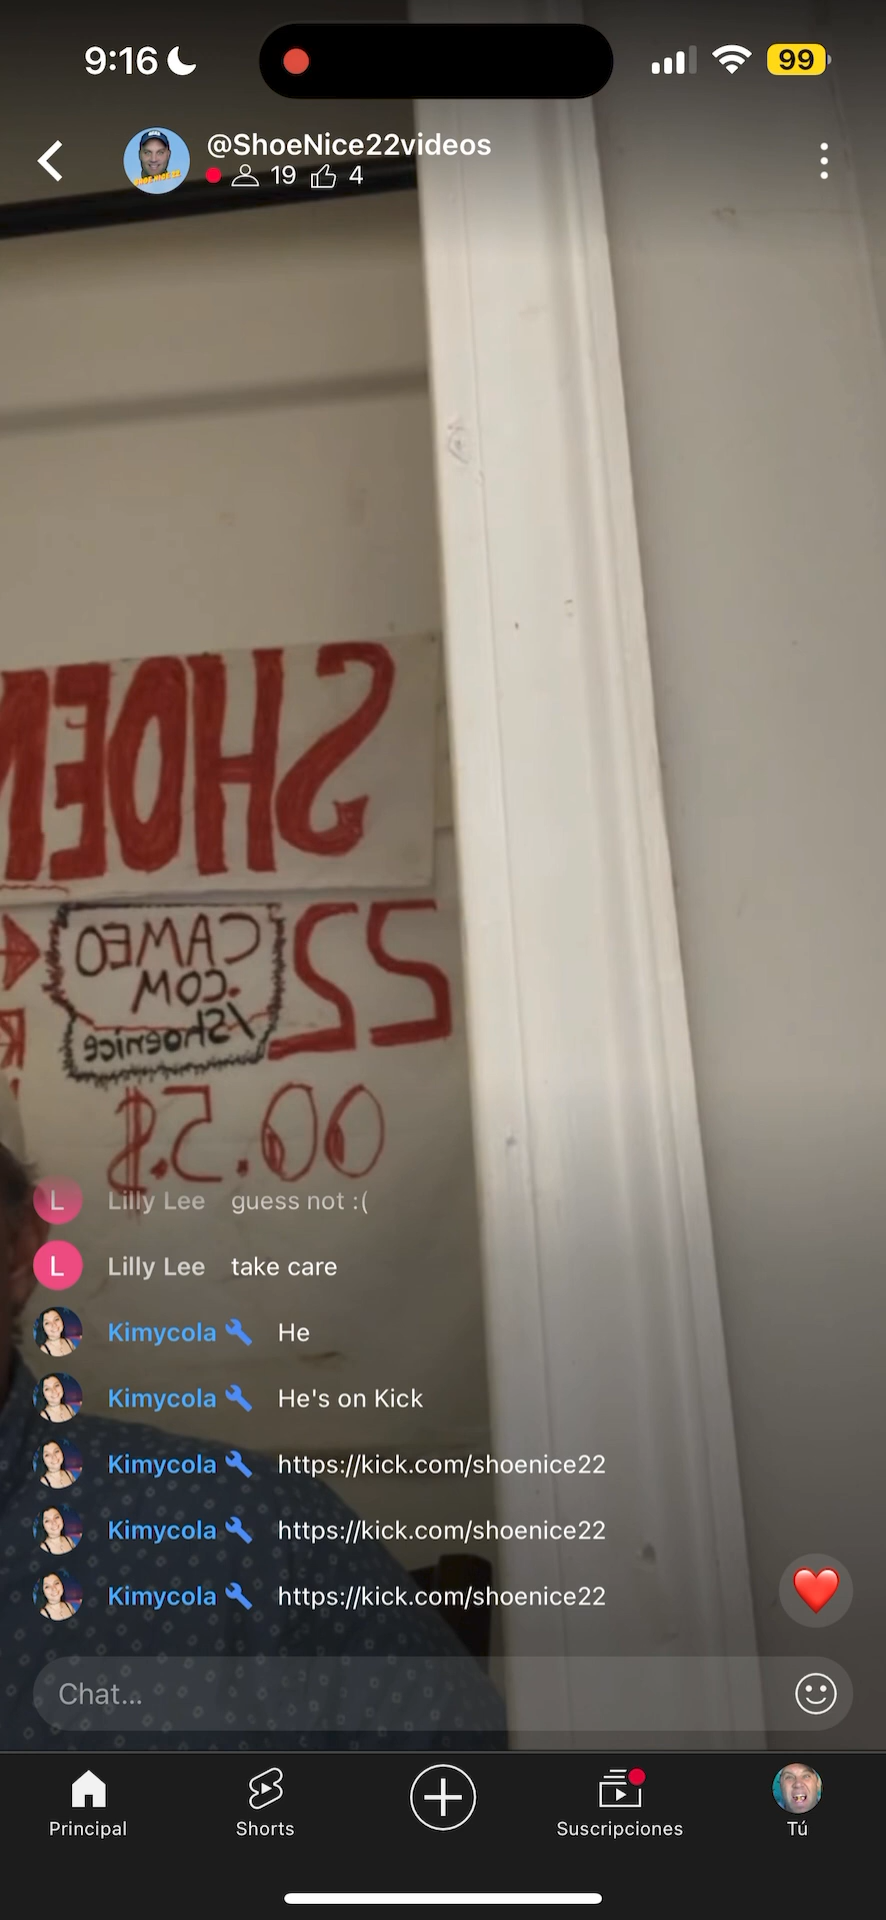 9:16
99
@ShoeNice22videos
19 4
SHOEN
22
CAMEO
.COM
/Shoenice
$5.00
Lilly Lee guess not :(
Lilly Lee take care
Kimycola He
Kimycola He's on Kick
Kimycola https://kick.com/shoenice22
Kimycola https://kick.com/shoenice22
Kimycola https://kick.com/shoenice22
Chat...
Principal
Shorts
Suscripciones
Tú